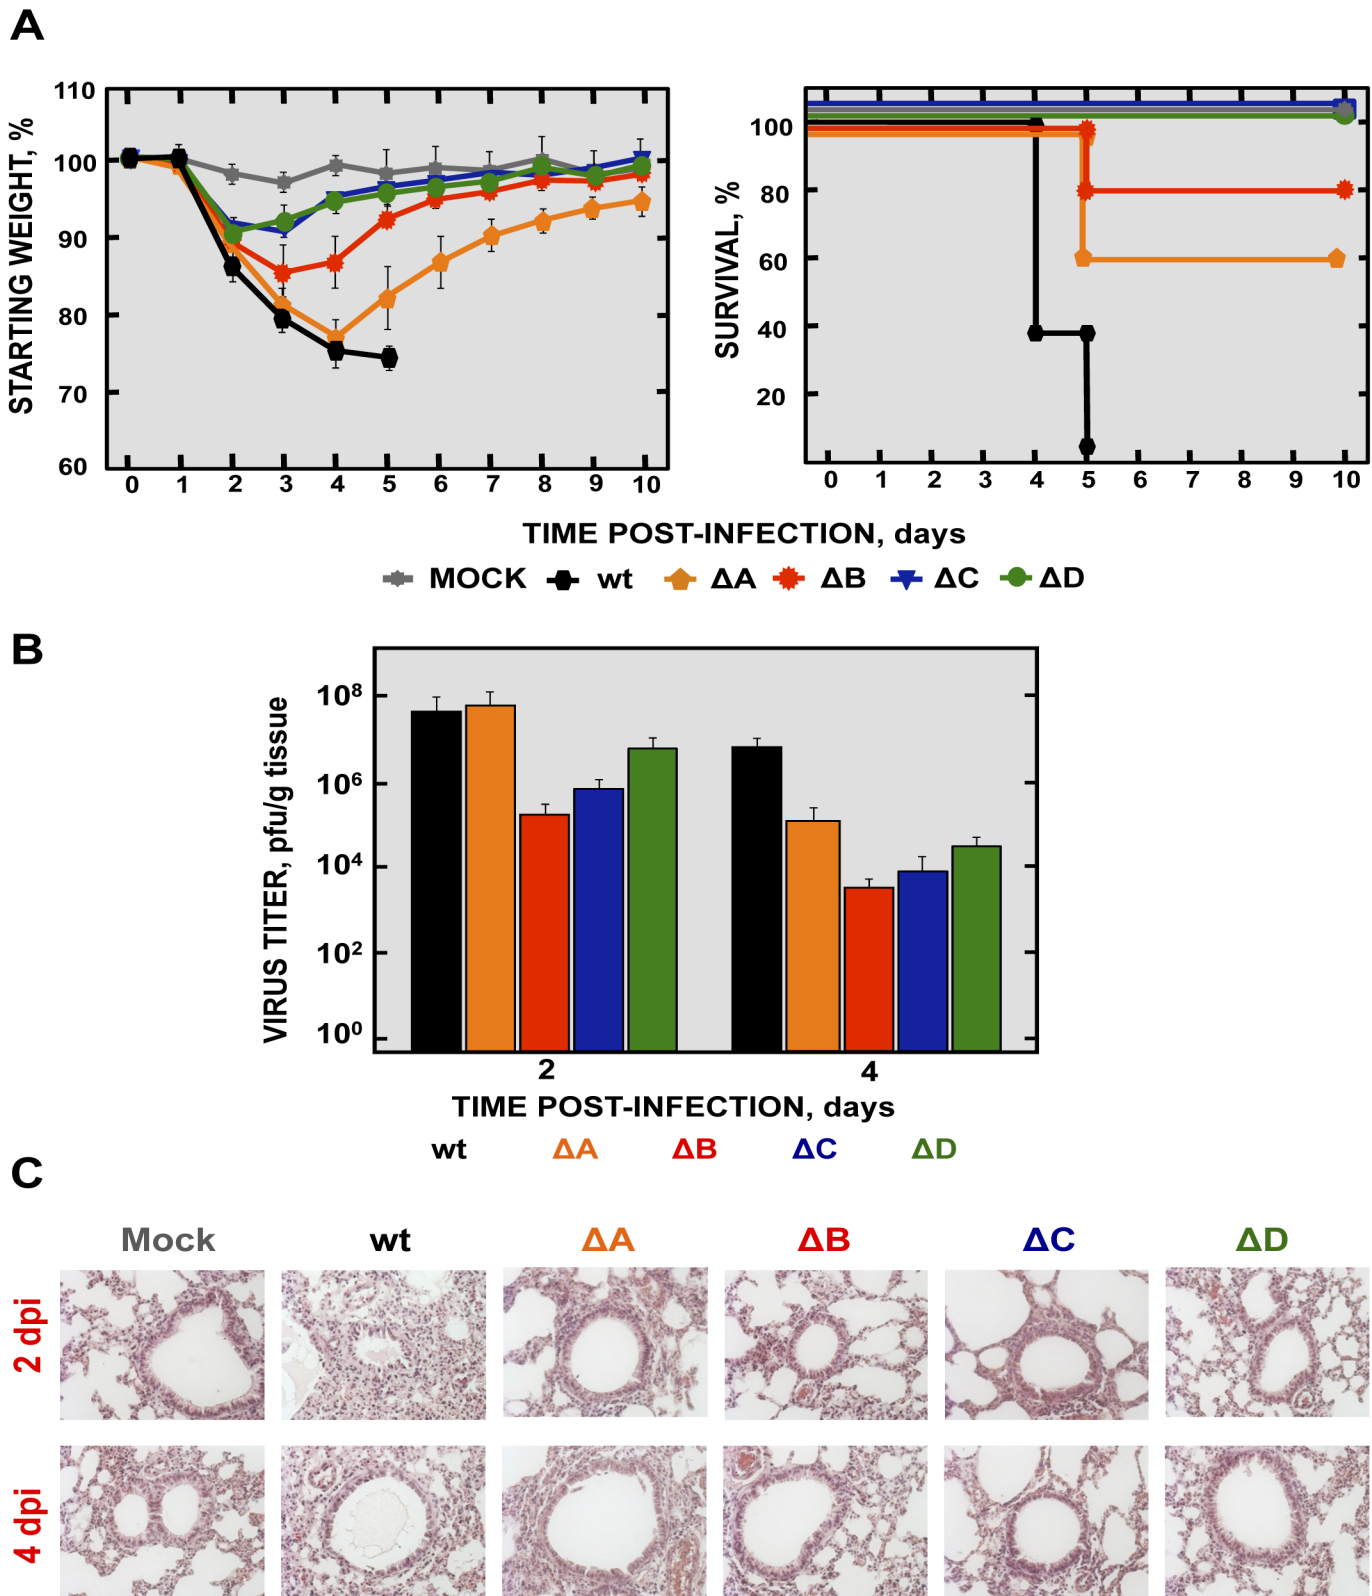 A
STARTING WEIGHT, %
110
100
90
80
70
60
0 1 2 3 4 5 6 7 8 9 10
SURVIVAL, %
100
80
60
40
20
0 1 2 3 4 5 6 7 8 9 10
TIME POST-INFECTION, days
MOCK wt ΔA ΔB ΔC ΔD
B
VIRUS TITER, pfu/g tissue
10⁸
10⁶
10⁴
10²
10⁰
2 4
TIME POST-INFECTION, days
wt ΔA ΔB ΔC ΔD
C
Mock wt ΔA ΔB ΔC ΔD
2 dpi
4 dpi